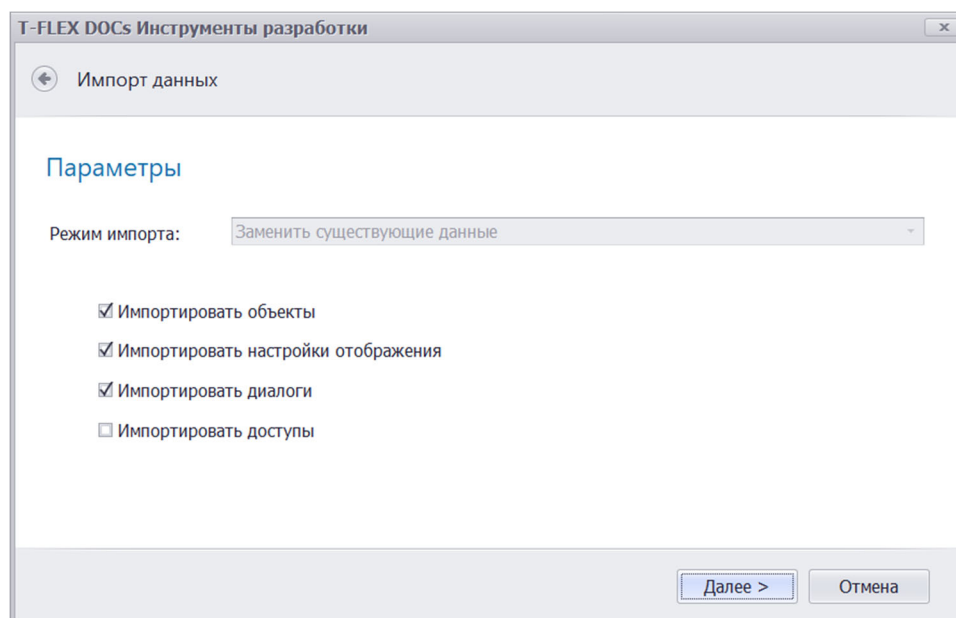 T-FLEX DOCs Инструменты разработки
Импорт данных
Параметры
Режим импорта: Заменить существующие данные
Импортировать объекты
Импортировать настройки отображения
Импортировать диалоги
Импортировать доступы
Далее > Отмена